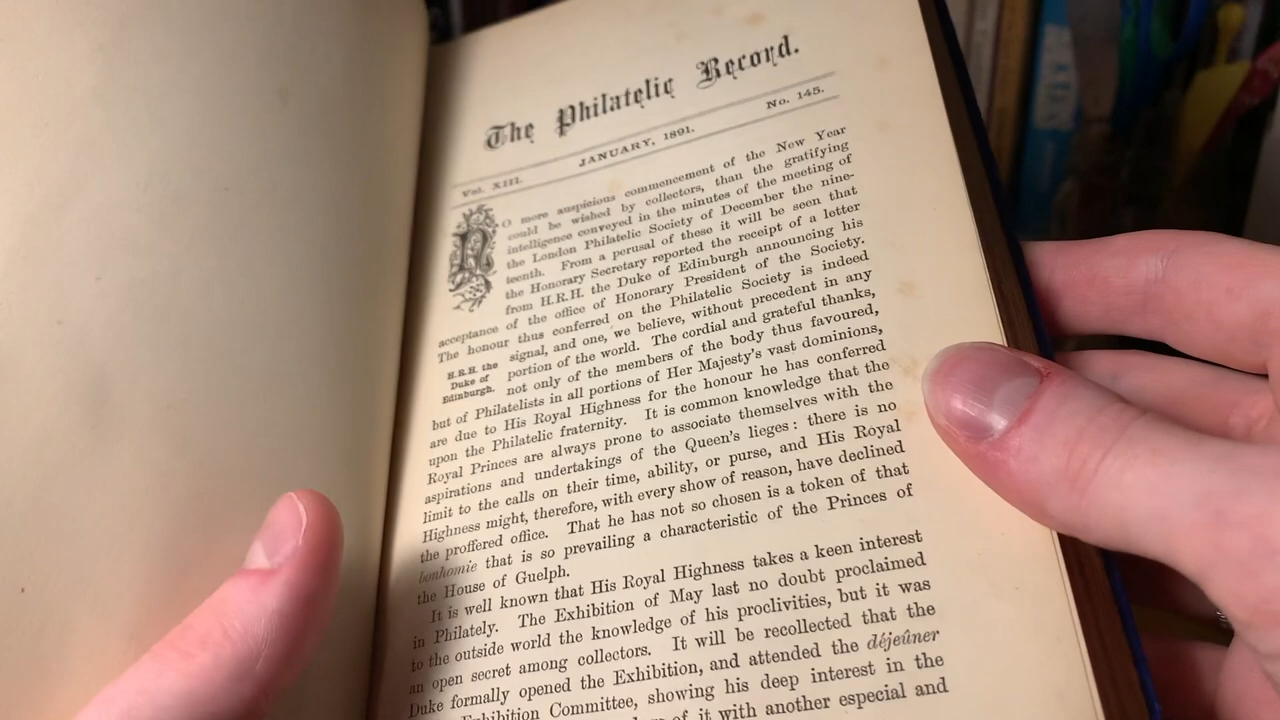 The Philatelic Record.
Vol. XIII. JANUARY, 1891. No. 145.
NO more auspicious commencement of the New Year
could be wished by collectors, than the gratifying
intelligence conveyed in the minutes of the meeting of
the London Philatelic Society of December the nine-
teenth. From a perusal of these it will be seen that
the Honorary Secretary reported the receipt of a letter
from H.R.H. the Duke of Edinburgh announcing his
acceptance of the office of Honorary President of the Society.
The honour thus conferred on the Philatelic Society is indeed
signal, and one, we believe, without precedent in any
H.R.H. the
Duke of
Edinburgh.
portion of the world. The cordial and grateful thanks,
not only of the members of the body thus favoured,
but of Philatelists in all portions of Her Majesty's vast dominions,
are due to His Royal Highness for the honour he has conferred
upon the Philatelic fraternity. It is common knowledge that the
Royal Princes are always prone to associate themselves with the
aspirations and undertakings of the Queen's lieges: there is no
limit to the calls on their time, ability, or purse, and His Royal
Highness might, therefore, with every show of reason, have declined
the proffered office. That he has not so chosen is a token of that
bonhomie that is so prevailing a characteristic of the Princes of
the House of Guelph.
It is well known that His Royal Highness takes a keen interest
in Philately. The Exhibition of May last no doubt proclaimed
to the outside world the knowledge of his proclivities, but it was
an open secret among collectors. It will be recollected that the
Duke formally opened the Exhibition, and attended the déjeûner
Exhibition Committee, showing his deep interest in the
of it with another especial and